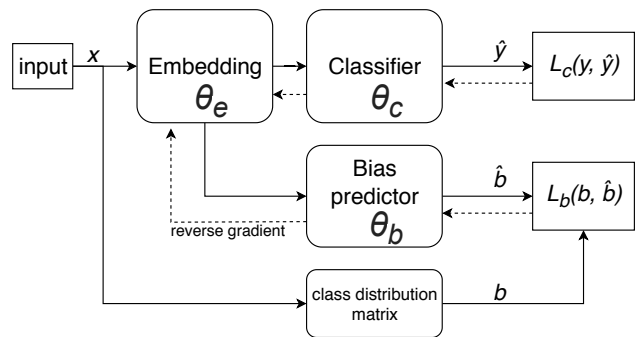 input
x
Embedding
θe
Classifier
θc
ŷ
Lc(y, ŷ)
Bias
predictor
θb
b̂
Lb(b, b̂)
reverse gradient
class distribution
matrix
b